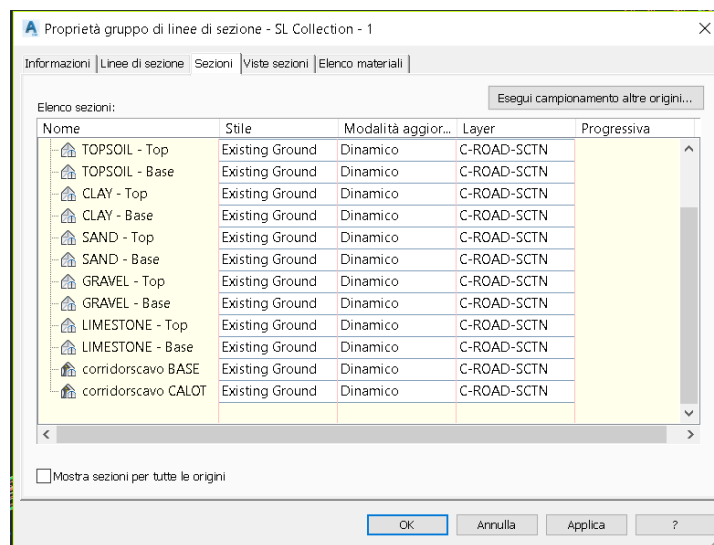 Proprietà gruppo di linee di sezione - SL Collection - 1
Informazioni Linee di sezione Sezioni Viste sezioni Elenco materiali
Esegui campionamento altre origini...
Elenco sezioni:
Nome Stile Modalità aggior... Layer Progressiva
TOPSOIL - Top Existing Ground Dinamico C-ROAD-SCTN
TOPSOIL - Base Existing Ground Dinamico C-ROAD-SCTN
CLAY - Top Existing Ground Dinamico C-ROAD-SCTN
CLAY - Base Existing Ground Dinamico C-ROAD-SCTN
SAND - Top Existing Ground Dinamico C-ROAD-SCTN
SAND - Base Existing Ground Dinamico C-ROAD-SCTN
GRAVEL - Top Existing Ground Dinamico C-ROAD-SCTN
GRAVEL - Base Existing Ground Dinamico C-ROAD-SCTN
LIMESTONE - Top Existing Ground Dinamico C-ROAD-SCTN
LIMESTONE - Base Existing Ground Dinamico C-ROAD-SCTN
corridorscavo BASE Existing Ground Dinamico C-ROAD-SCTN
corridorscavo CALOT Existing Ground Dinamico C-ROAD-SCTN
Mostra sezioni per tutte le origini
OK Annulla Applica ?